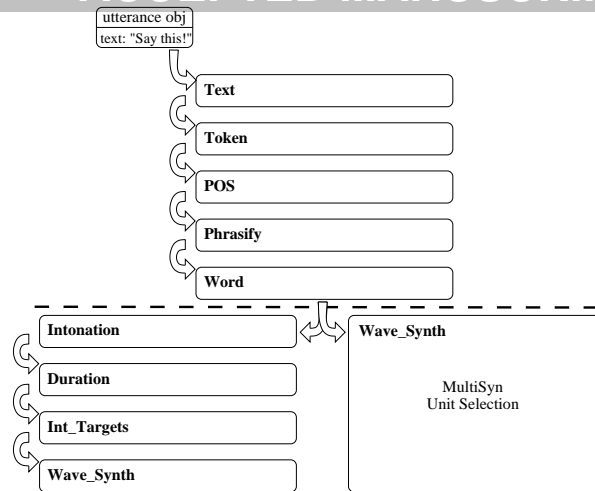 utterance obj
text: "Say this!"
Text
Token
POS
Phrasify
Word
Intonation
Duration
Int_Targets
Wave_Synth
Wave_Synth
MultiSyn
Unit Selection